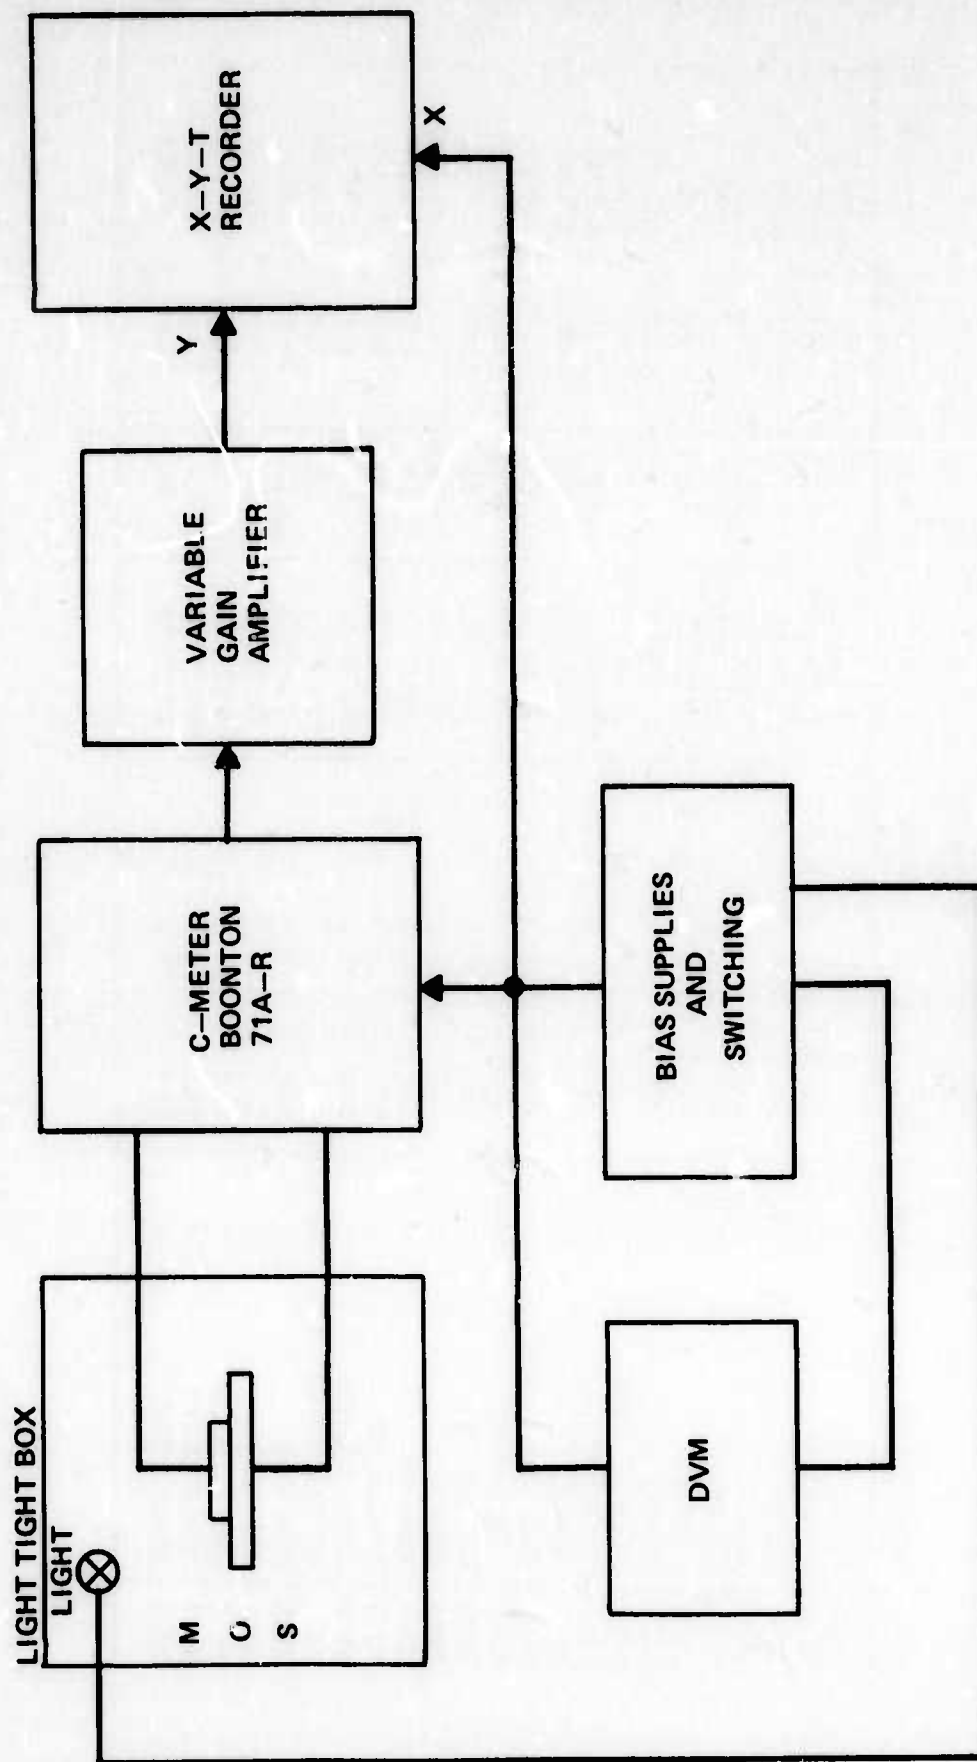 LIGHT TIGHT BOX
LIGHT
M
O
S
C-METER
BOONTON
71A-R
VARIABLE
GAIN
AMPLIFIER
Y
X-Y-T
RECORDER
X
DVM
BIAS SUPPLIES
AND
SWITCHING